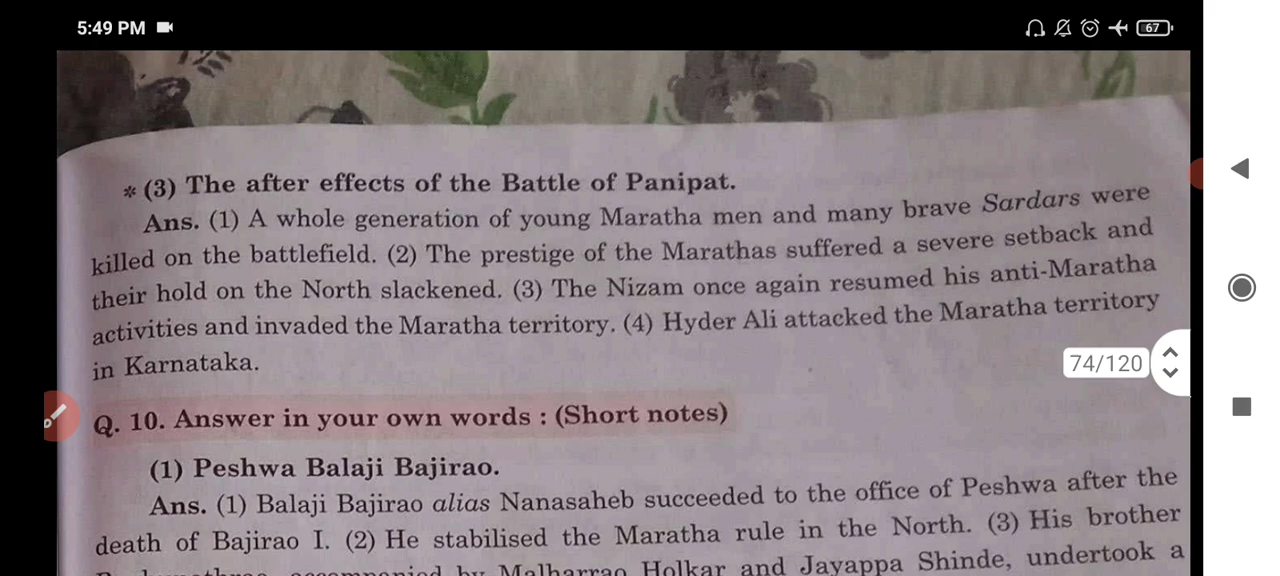 5:49 PM
67
* (3) The after effects of the Battle of Panipat.
Ans. (1) A whole generation of young Maratha men and many brave Sardars were
killed on the battlefield. (2) The prestige of the Marathas suffered a severe setback and
their hold on the North slackened. (3) The Nizam once again resumed his anti-Maratha
activities and invaded the Maratha territory. (4) Hyder Ali attacked the Maratha territory
in Karnataka.
74/120
Q. 10. Answer in your own words : (Short notes)
(1) Peshwa Balaji Bajirao.
Ans. (1) Balaji Bajirao alias Nanasaheb succeeded to the office of Peshwa after the
death of Bajirao I. (2) He stabilised the Maratha rule in the North. (3) His brother
accompanied by Malharrao Holkar and Jayappa Shinde, undertook a